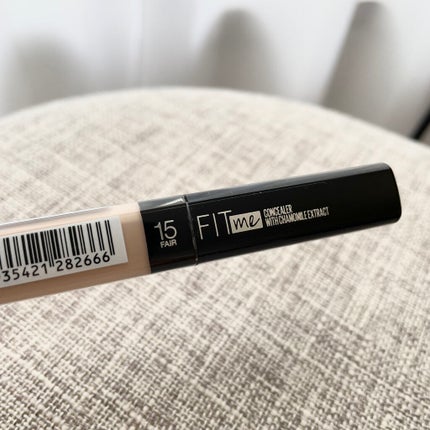 15
FAIR
FIT me
CONCEALER
WITH CHAMOMILE EXTRACT
35421 282666